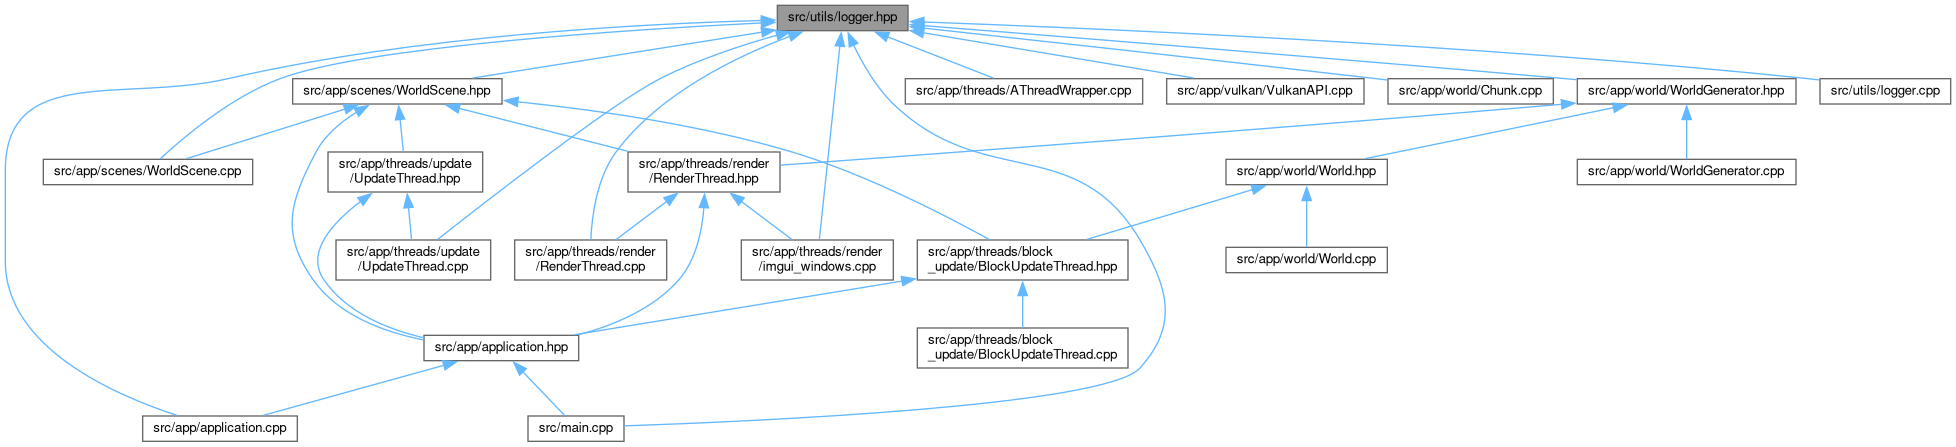 src/utils/logger.hpp
src/app/scenes/WorldScene.hpp
src/app/threads/AThreadWrapper.cpp
src/app/vulkan/VulkanAPI.cpp
src/app/world/Chunk.cpp
src/app/world/WorldGenerator.hpp
src/utils/logger.cpp
src/app/scenes/WorldScene.cpp
src/app/threads/update
/UpdateThread.hpp
src/app/threads/render
/RenderThread.hpp
src/app/world/World.hpp
src/app/world/WorldGenerator.cpp
src/app/threads/update
/UpdateThread.cpp
src/app/threads/render
/RenderThread.cpp
src/app/threads/render
/imgui_windows.cpp
src/app/threads/block
_update/BlockUpdateThread.hpp
src/app/world/World.cpp
src/app/application.hpp
src/app/threads/block
_update/BlockUpdateThread.cpp
src/app/application.cpp
src/main.cpp